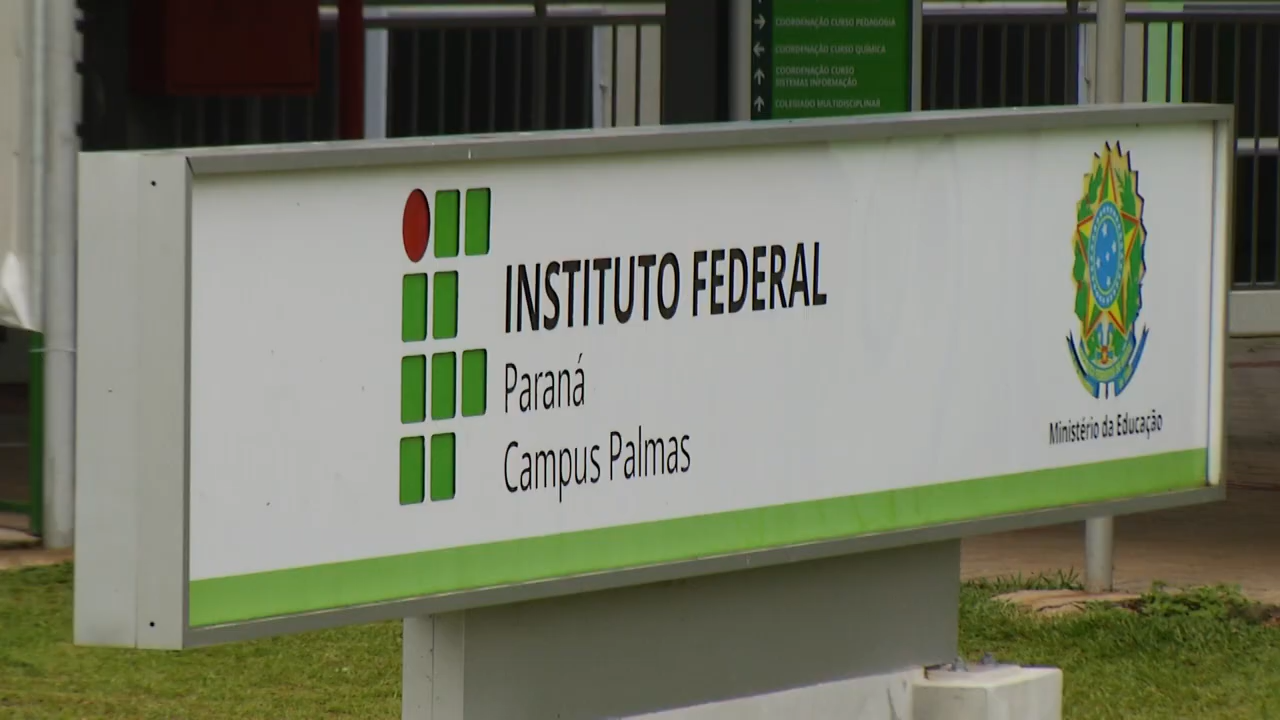 COORDENAÇÃO CURSO PEDAGOGIA
COORDENAÇÃO CURSO QUÍMICA
COORDENAÇÃO CURSO
SISTEMAS INFORMAÇÃO
COLEGIADO MULTIDISCIPLINAR
INSTITUTO FEDERAL
Paraná
Campus Palmas
Ministério da Educação